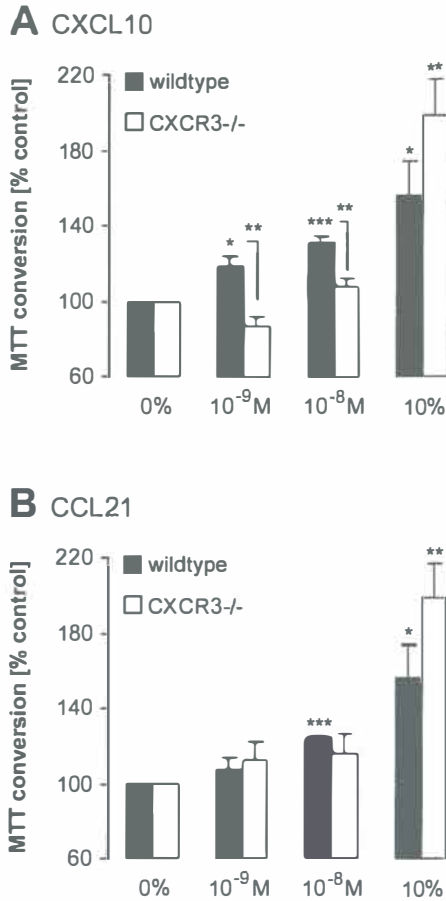 A CXCL10
MTT conversion [% control]
220
180
140
100
60
wildtype
CXCR3-/-
*
**
***
**
*
**
0%
10⁻⁹M
10⁻⁸M
10%
B CCL21
MTT conversion [% control]
220
180
140
100
60
wildtype
CXCR3-/-
***
*
**
0%
10⁻⁹M
10⁻⁸M
10%